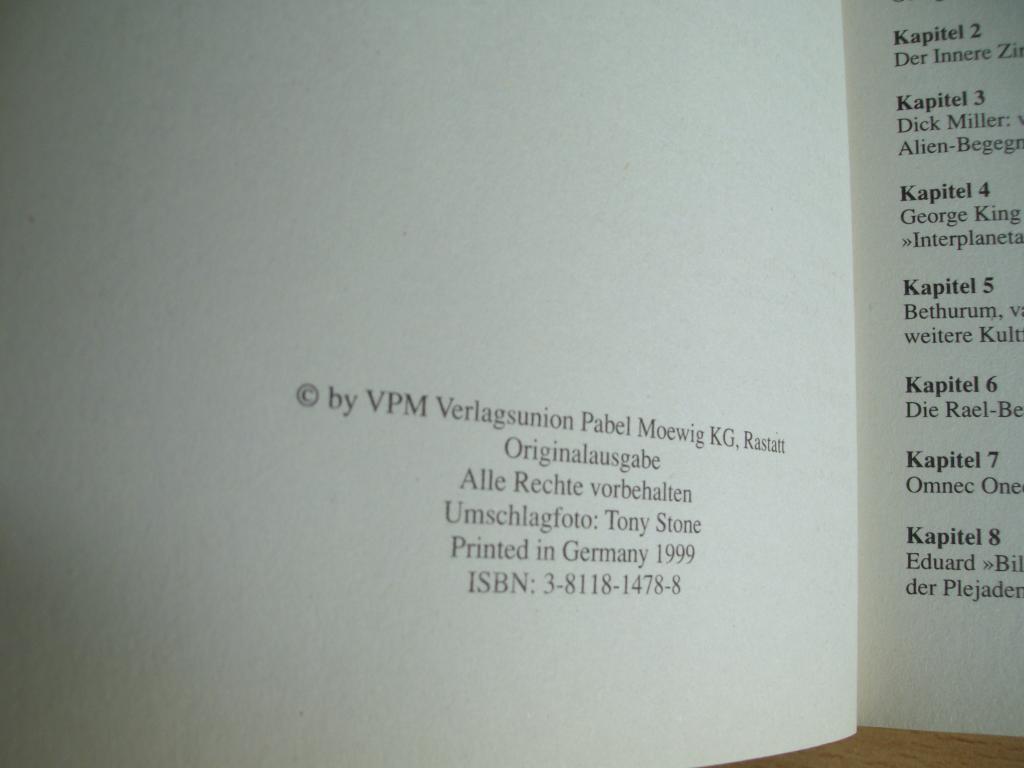 © by VPM Verlagsunion Pabel Moewig KG, Rastatt
Originalausgabe
Alle Rechte vorbehalten
Umschlagfoto: Tony Stone
Printed in Germany 1999
ISBN: 3-8118-1478-8
Kapitel 2
Der Innere
Kapitel 3
Dick Miller:
Kapitel 4
George King
Kapitel 5
Bethurum,
weitere
Kapitel 6
Die
Kapitel 7
Omnec
Kapitel 8
Eduard
der